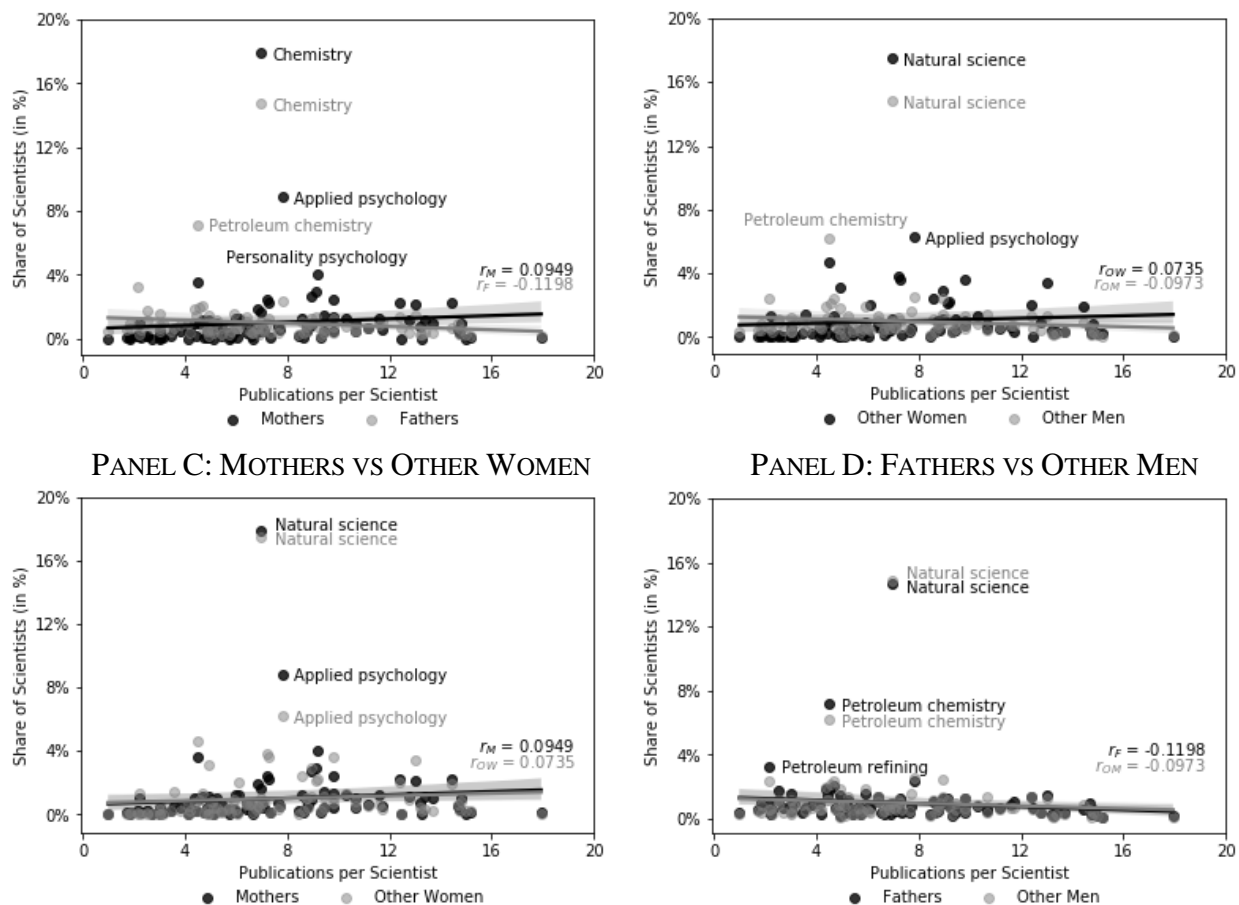 20%
Chemistry
16%
Chemistry
12%
Applied psychology
8%
Petroleum chemistry
Personality psychology
4%
r_M = 0.0949
r_F = -0.1198
0%
0 4 8 12 16 20
Share of Scientists (in %)
Publications per Scientist
Mothers Fathers
20%
Natural science
16%
Natural science
12%
8%
Petroleum chemistry
Applied psychology
4%
r_OW = 0.0735
r_OM = -0.0973
0%
0 4 8 12 16 20
Share of Scientists (in %)
Publications per Scientist
Other Women Other Men
PANEL C: MOTHERS VS OTHER WOMEN
20%
Natural science
Natural science
16%
12%
Applied psychology
8%
Applied psychology
4%
r_M = 0.0949
r_OW = 0.0735
0%
0 4 8 12 16 20
Share of Scientists (in %)
Publications per Scientist
Mothers Other Women
PANEL D: FATHERS VS OTHER MEN
20%
16%
Natural science
Natural science
12%
8%
Petroleum chemistry
Petroleum chemistry
4%
Petroleum refining
r_F = -0.1198
r_OM = -0.0973
0%
0 4 8 12 16 20
Share of Scientists (in %)
Publications per Scientist
Fathers Other Men